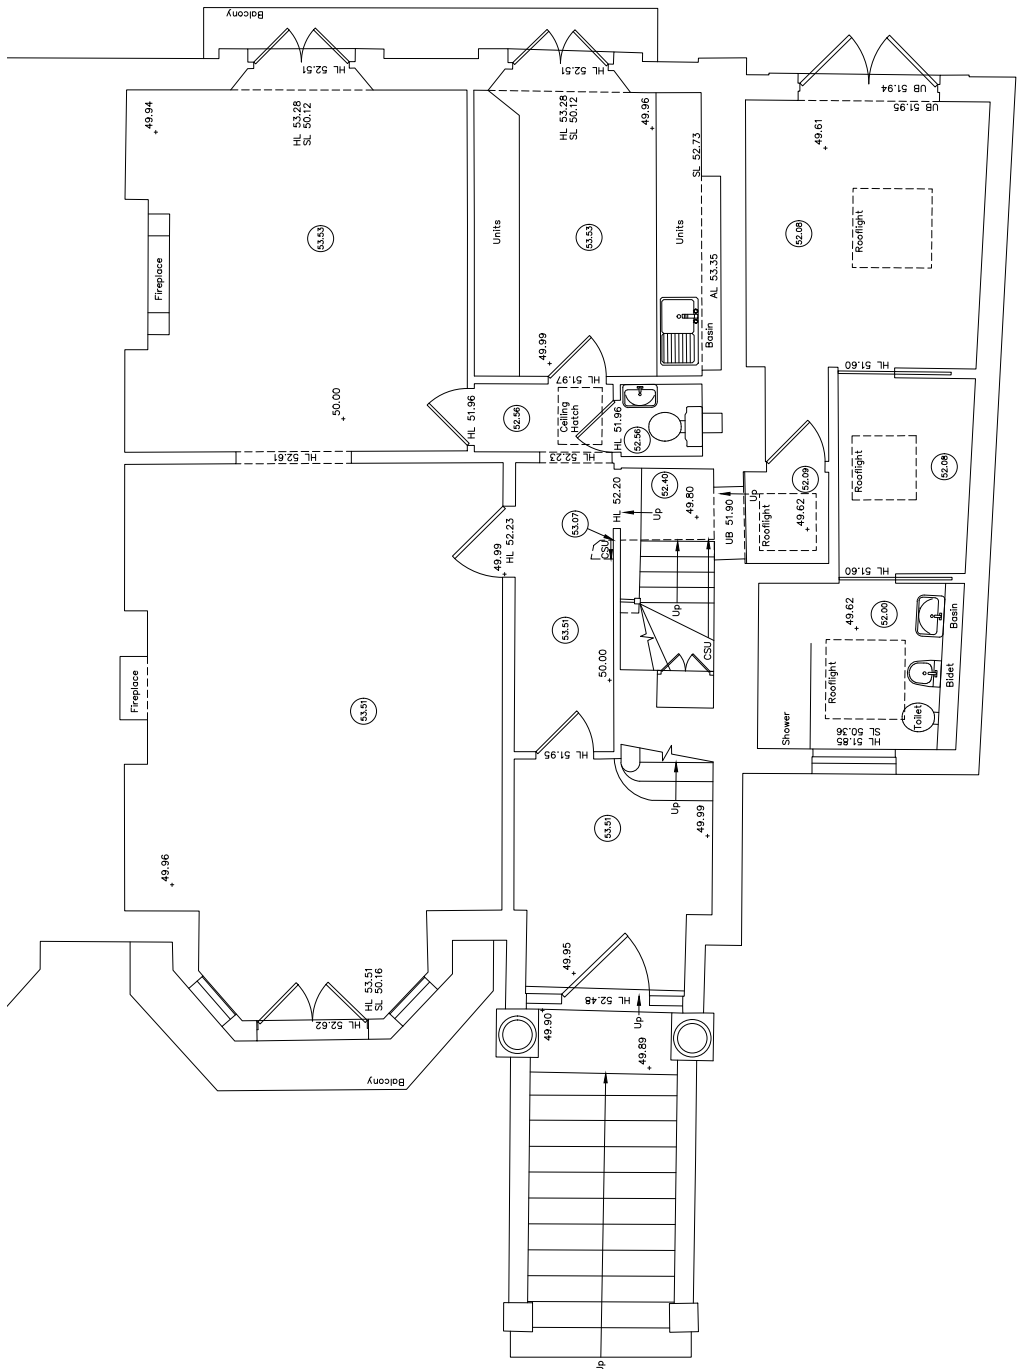 Balcony
HL 52.51
HL 52.51
UB 51.94
UB 51.95
49.94
HL 53.28
SL 50.12
HL 53.28
SL 50.12
49.96
SL 52.73
49.61
53.53
Fireplace
Units
53.53
Units
52.08
Rooflight
AL 53.35
Basin
49.99
HL 51.97
HL 51.60
50.00
HL 51.96
52.56
Ceiling
Hatch
HL 51.96
52.56
HL 52.61
HL 52.23
Rooflight
52.08
52.09
HL 52.20
52.40
Up
49.80
UB 51.90
Up
Rooflight
49.62
HL 52.23
49.99
53.07
CSU
Up
CSU
HL 51.60
53.51
50.00
49.62
52.00
Basin
Rooflight
Bidet
Toilet
Shower
HL 51.85
SL 50.36
Fireplace
53.51
HL 51.95
Up
53.51
49.99
49.96
HL 53.51
SL 50.16
HL 52.62
Balcony
49.95
HL 52.48
Up
49.90
49.89
Up